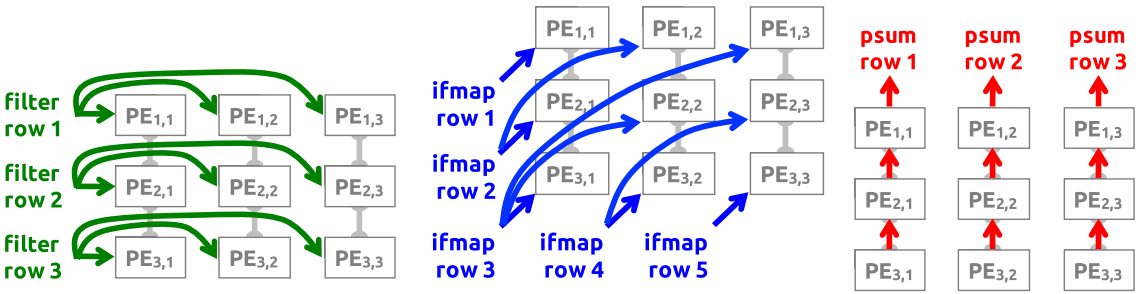 filter
row 1
PE1,1
PE1,2
PE1,3
filter
row 2
PE2,1
PE2,2
PE2,3
filter
row 3
PE3,1
PE3,2
PE3,3
PE1,1
PE1,2
PE1,3
ifmap
row 1
PE2,1
PE2,2
PE2,3
ifmap
row 2
PE3,1
PE3,2
PE3,3
ifmap
row 3
ifmap
row 4
ifmap
row 5
psum
row 1
psum
row 2
psum
row 3
PE1,1
PE1,2
PE1,3
PE2,1
PE2,2
PE2,3
PE3,1
PE3,2
PE3,3